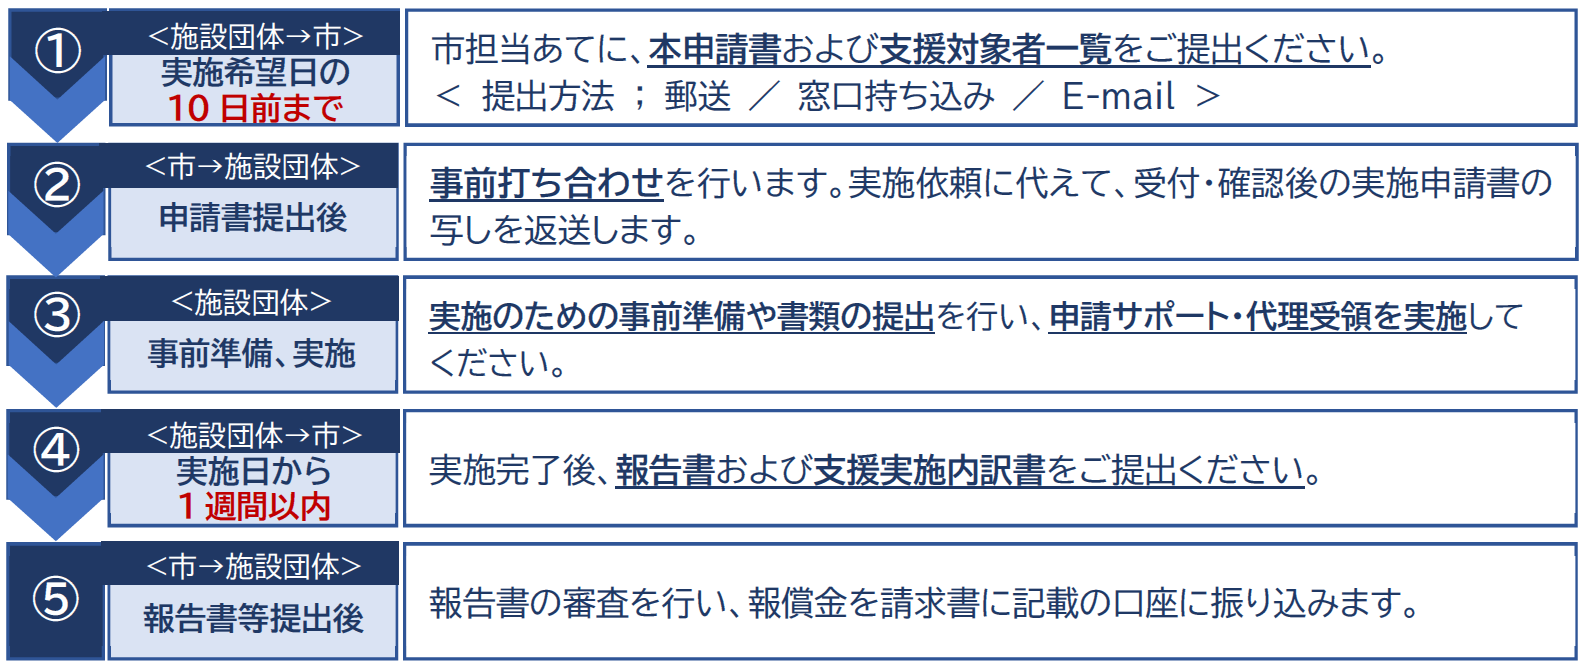 ①
<施設団体→市>
実施希望日の
10 日前まで
市担当あてに、本申請書および支援対象者一覧をご提出ください。
< 提出方法 ; 郵送 ／ 窓口持ち込み ／ E-mail >
②
<市→施設団体>
申請書提出後
事前打ち合わせを行います。実施依頼に代えて、受付・確認後の実施申請書の
写しを返送します。
③
<施設団体>
事前準備、実施
実施のための事前準備や書類の提出を行い、申請サポート・代理受領を実施して
ください。
④
<施設団体→市>
実施日から
1 週間以内
実施完了後、報告書および支援実施内訳書をご提出ください。
⑤
<市→施設団体>
報告書等提出後
報告書の審査を行い、報償金を請求書に記載の口座に振り込みます。